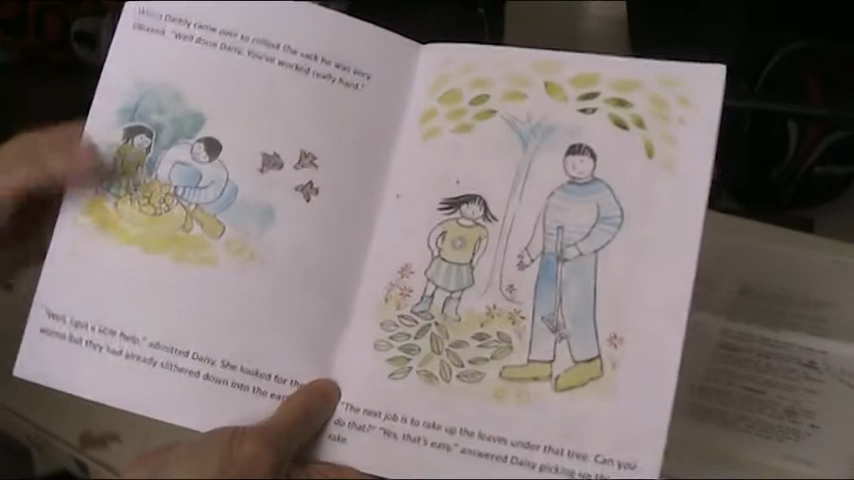 When Daddy came over to collect the sack he was very
pleased. "Well done Daisy. You've worked really hard."
"Well, I got a little help," admitted Daisy. She looked for the
worms but they had already slithered down into the
"The next job is to rake up the leaves under that tree. Can you
do that?" "Yes, that's easy," answered Daisy picking up the
rake.